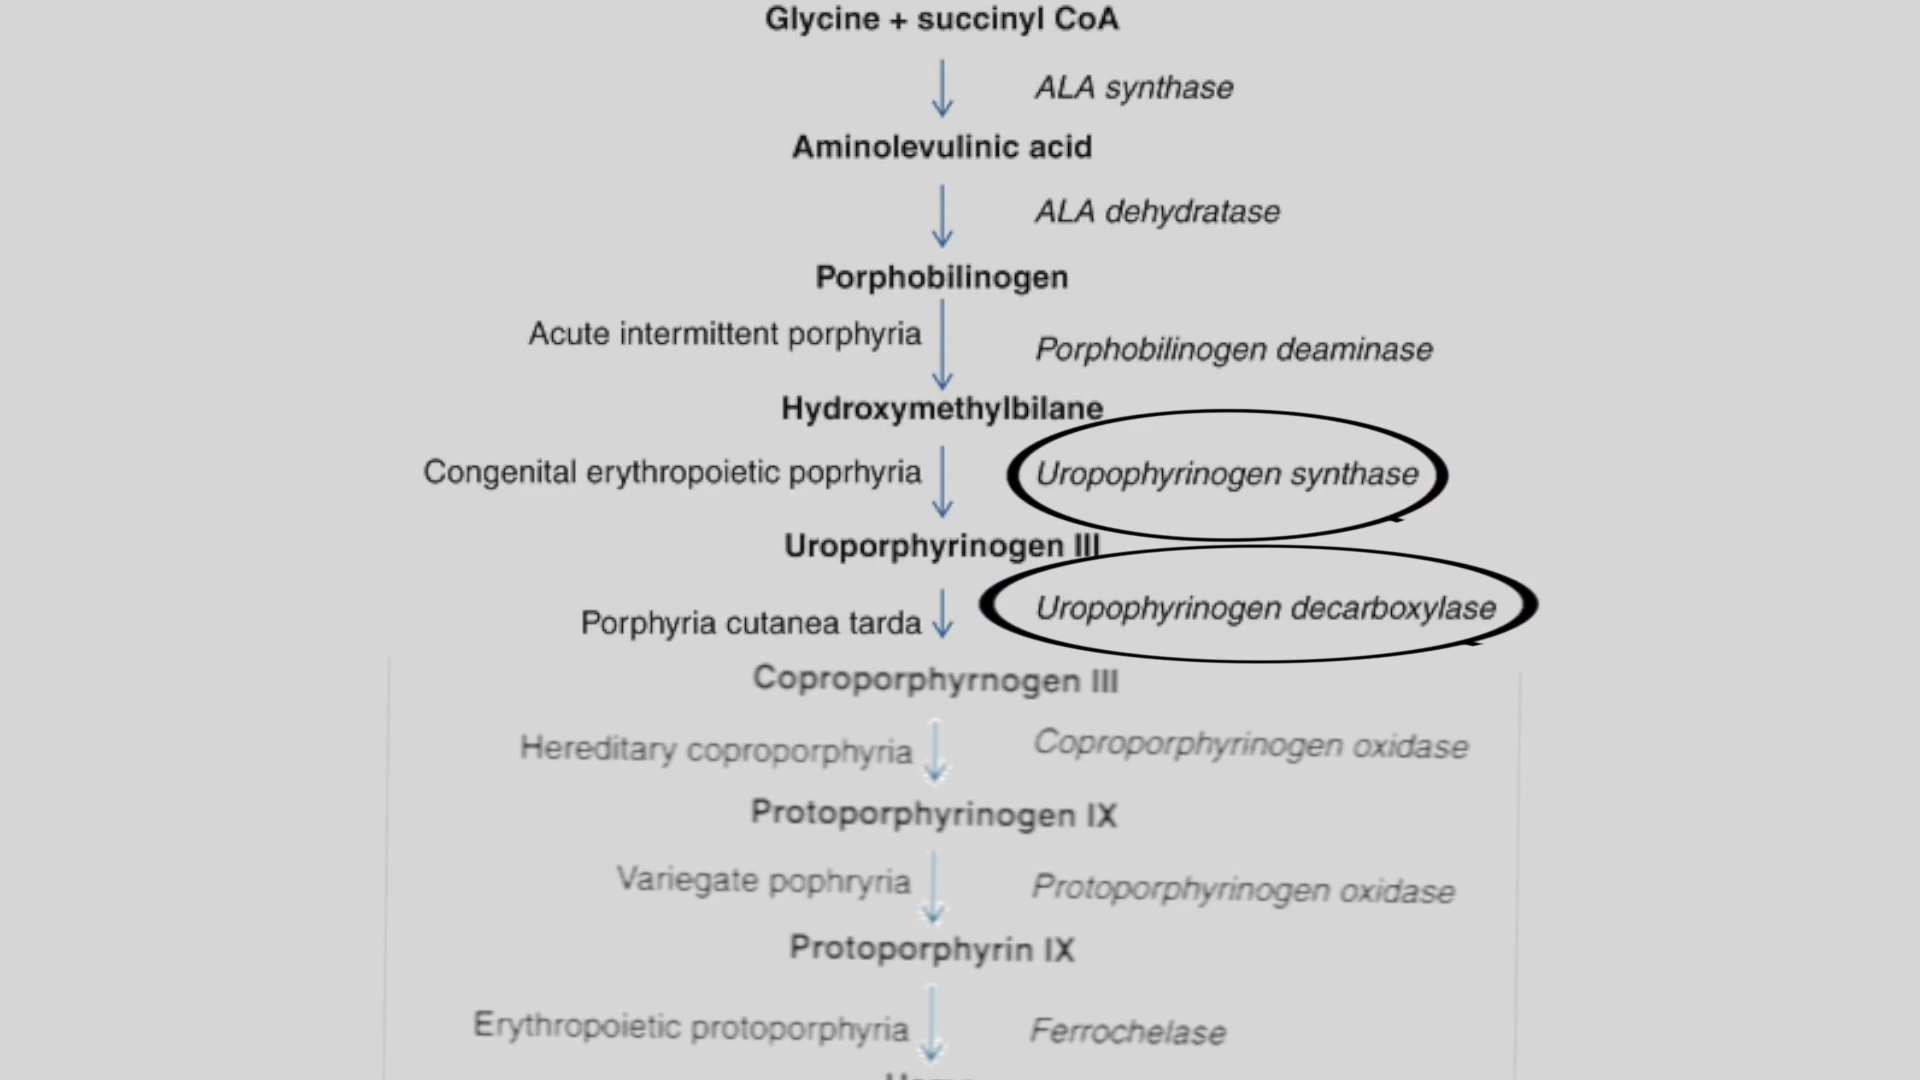 Glycine + succinyl CoA
ALA synthase
Aminolevulinic acid
ALA dehydratase
Porphobilinogen
Acute intermittent porphyria
Porphobilinogen deaminase
Hydroxymethylbilane
Congenital erythropoietic poprhyria
Uropophyrinogen synthase
Uroporphyrinogen III
Porphyria cutanea tarda
Uropophyrinogen decarboxylase
Coproporphyrnogen III
Hereditary coproporphyria
Coproporphyrinogen oxidase
Protoporphyrinogen IX
Variegate pophryria
Protoporphyrinogen oxidase
Protoporphyrin IX
Erythropoietic protoporphyria
Ferrochelase